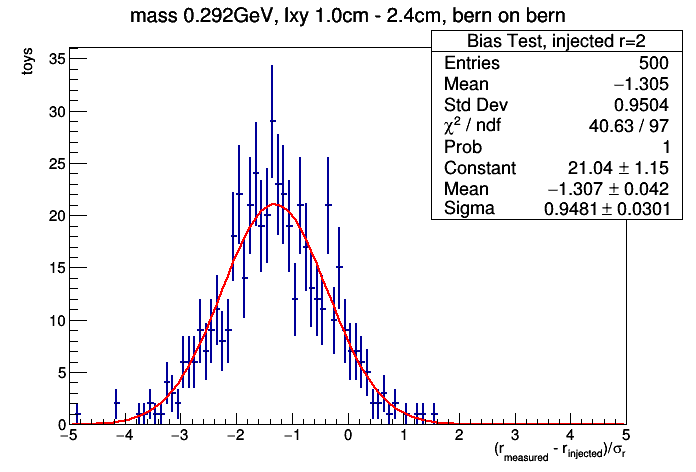 mass 0.292GeV, lxy 1.0cm - 2.4cm, bern on bern
toys
Bias Test, injected r=2
Entries 500
Mean −1.305
Std Dev 0.9504
χ² / ndf 40.63 / 97
Prob 1
Constant 21.04 ± 1.15
Mean −1.307 ± 0.042
Sigma 0.9481 ± 0.0301
35
30
25
20
15
10
5
0
−5 −4 −3 −2 −1 0 1 2 3 4 5
(r_measured - r_injected)/σ_r